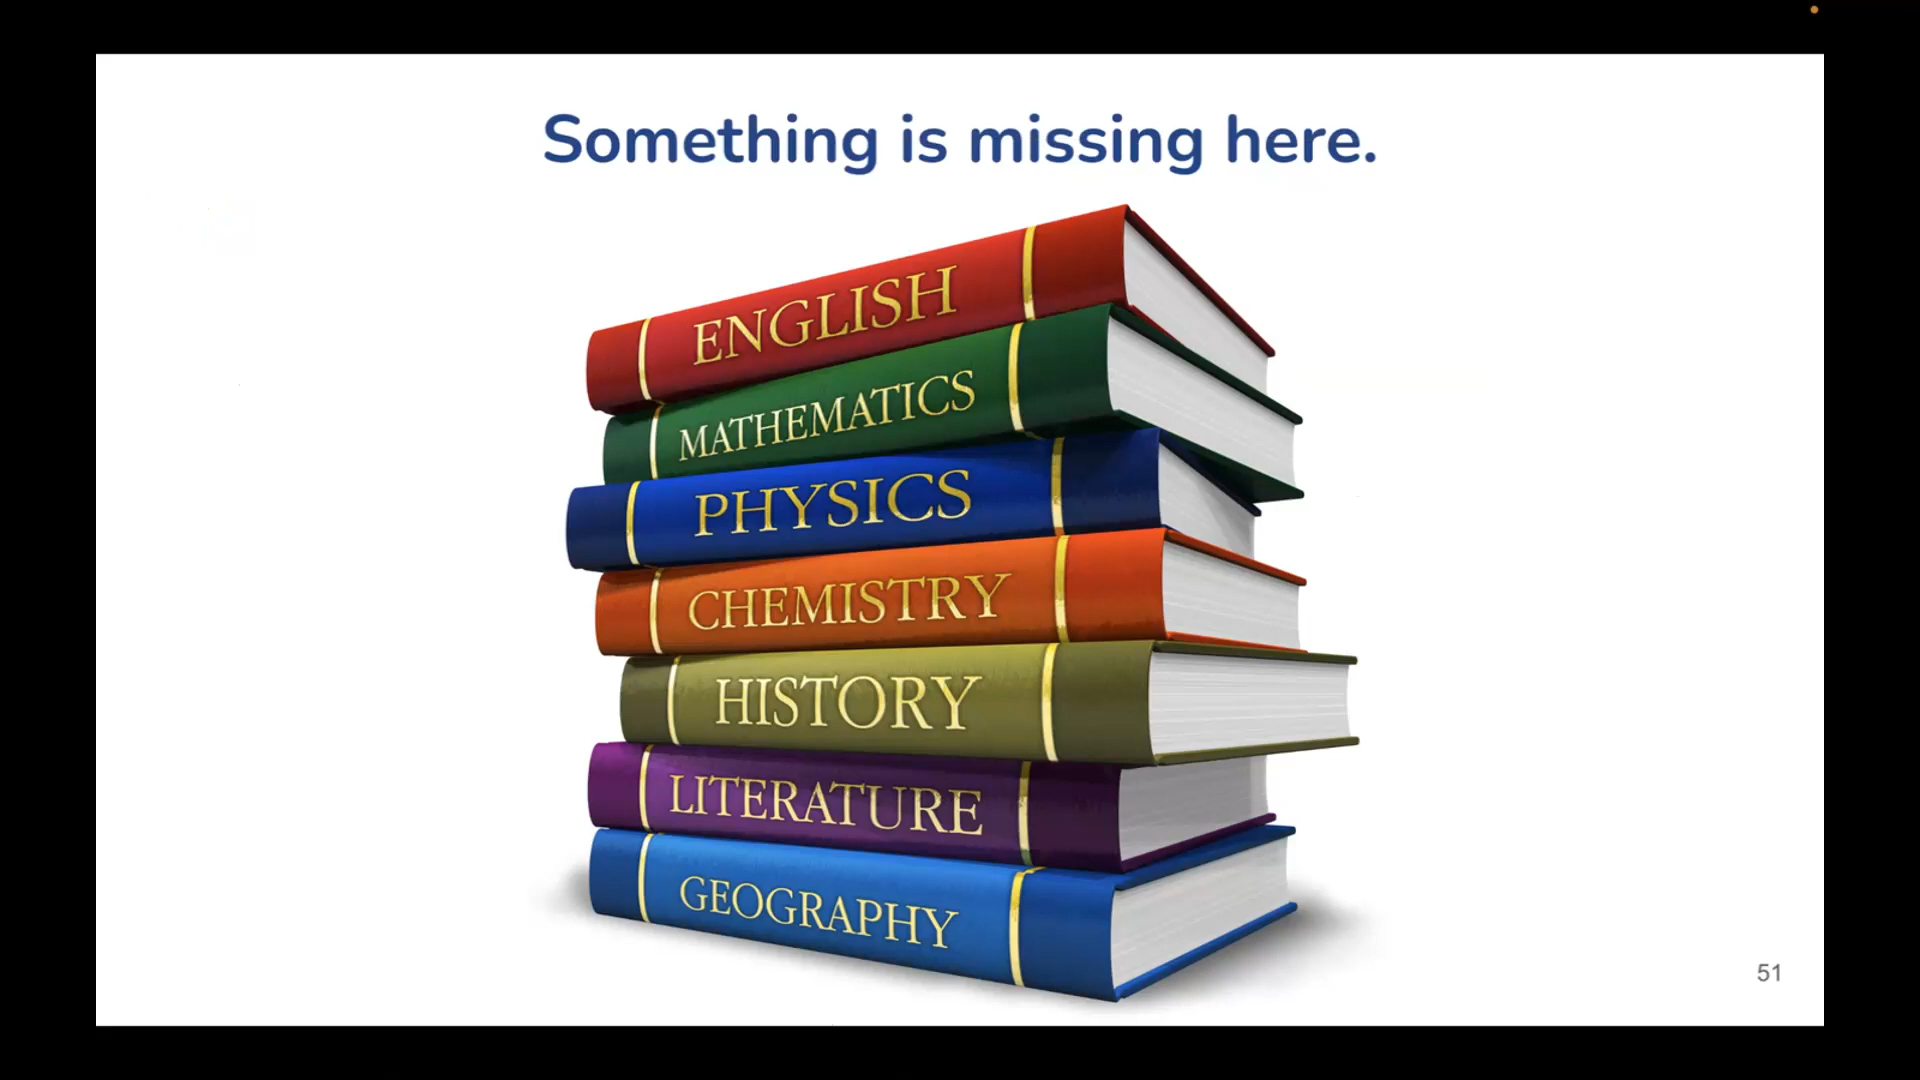 Something is missing here.
ENGLISH
MATHEMATICS
PHYSICS
CHEMISTRY
HISTORY
LITERATURE
GEOGRAPHY
51